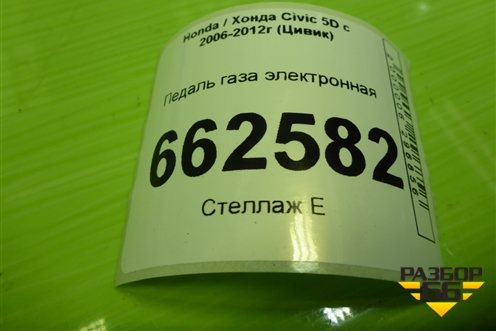 Honda / Хонда Civic 5D с
2006-2012г (Цивик)
Педаль газа электронная
662582
Стеллаж Е
РАЗБОР
66